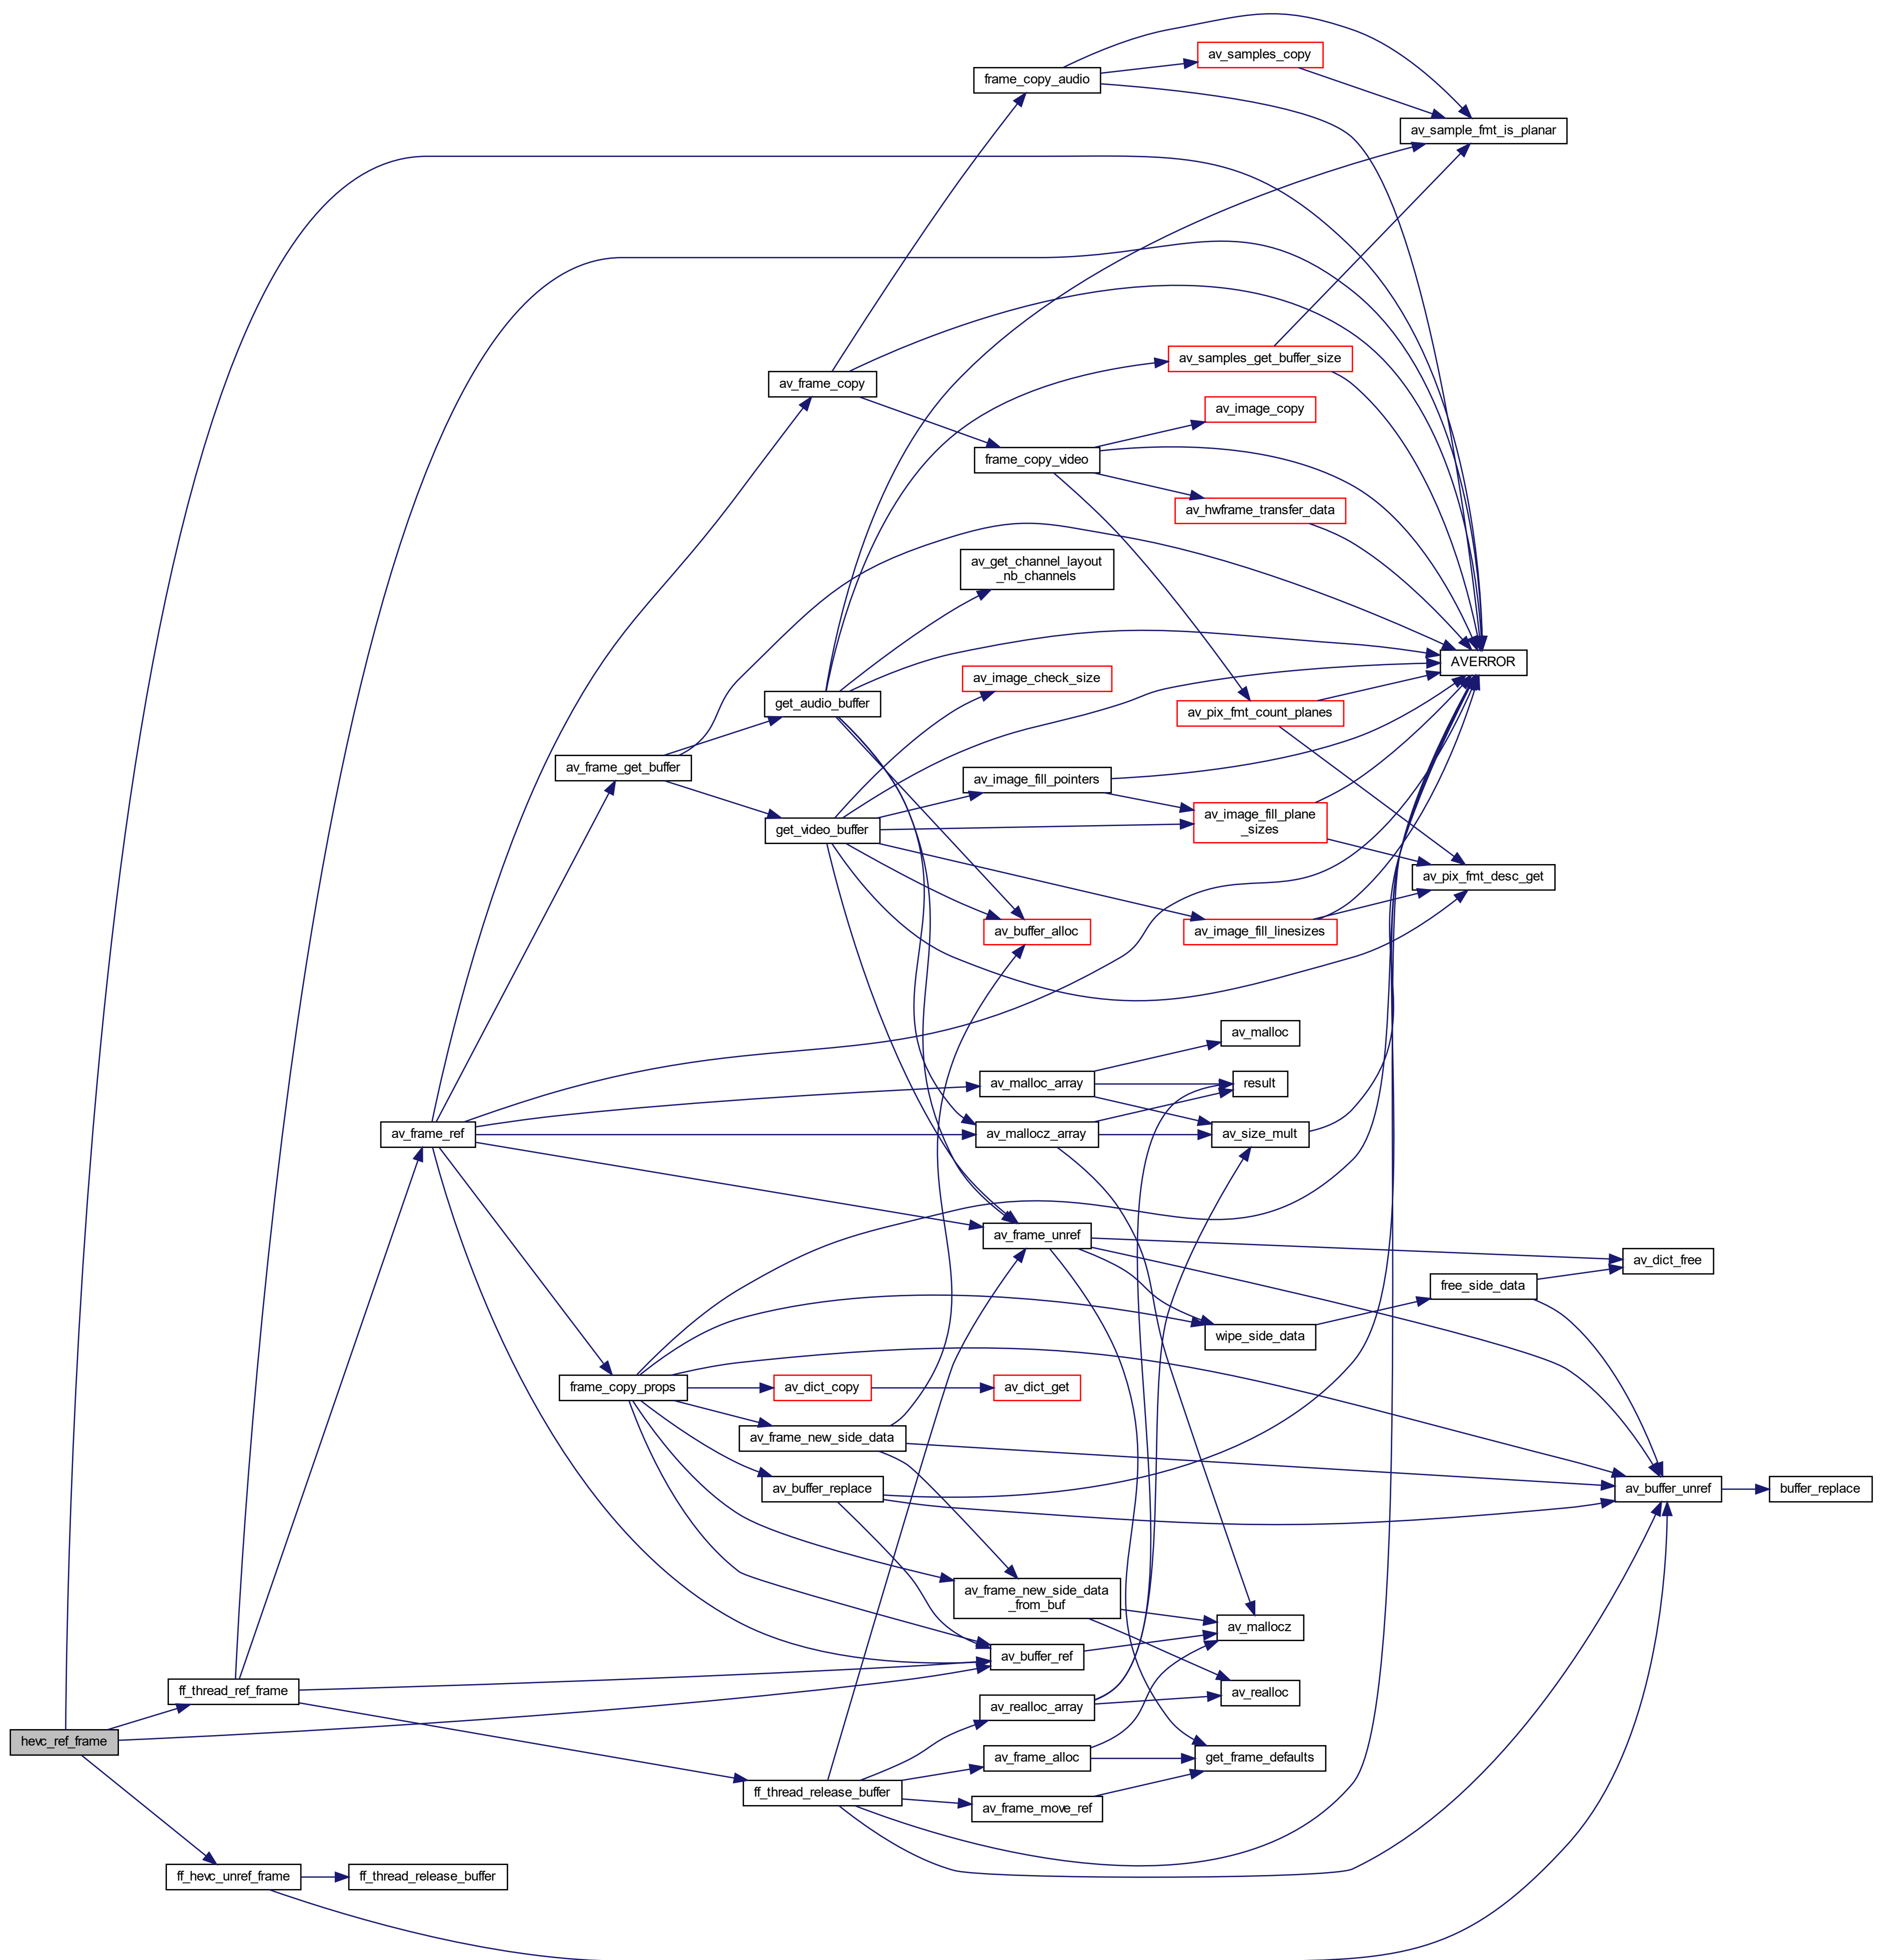 av_samples_copy
frame_copy_audio
av_sample_fmt_is_planar
av_samples_get_buffer_size
av_frame_copy
av_image_copy
frame_copy_video
av_hwframe_transfer_data
av_get_channel_layout
_nb_channels
AVERROR
av_image_check_size
get_audio_buffer
av_pix_fmt_count_planes
av_frame_get_buffer
av_image_fill_pointers
av_image_fill_plane
_sizes
get_video_buffer
av_pix_fmt_desc_get
av_buffer_alloc
av_image_fill_linesizes
av_malloc
av_malloc_array
result
av_frame_ref
av_mallocz_array
av_size_mult
av_frame_unref
av_dict_free
free_side_data
wipe_side_data
frame_copy_props
av_dict_copy
av_dict_get
av_frame_new_side_data
av_buffer_replace
av_buffer_unref
buffer_replace
av_frame_new_side_data
_from_buf
av_mallocz
av_buffer_ref
ff_thread_ref_frame
av_realloc
av_realloc_array
hevc_ref_frame
av_frame_alloc
get_frame_defaults
ff_thread_release_buffer
av_frame_move_ref
ff_hevc_unref_frame
ff_thread_release_buffer